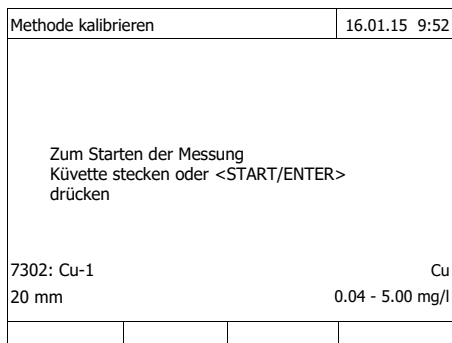 Methode kalibrieren
16.01.15 9:52
Zum Starten der Messung
Küvette stecken oder <START/ENTER>
drücken
7302: Cu-1
Cu
20 mm
0.04 - 5.00 mg/l